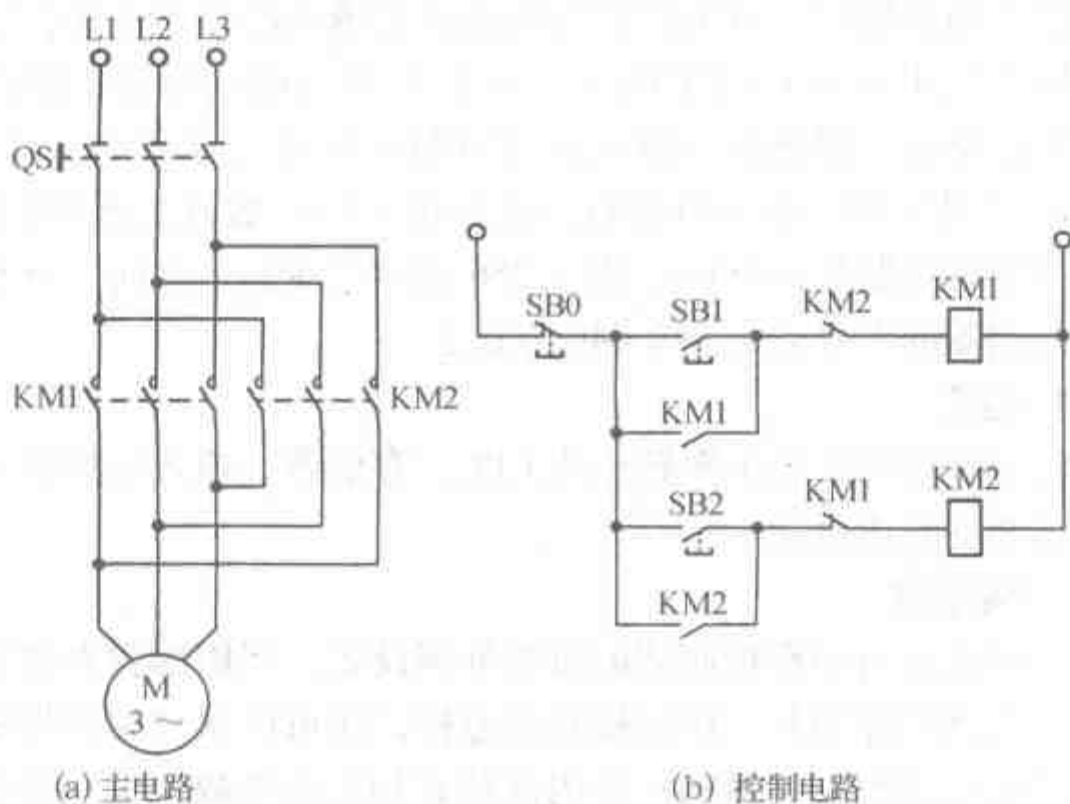 L1 L2 L3
QS
KM1
KM2
M
3～
(a) 主电路
SB0
SB1
KM2
KM1
KM1
SB2
KM1
KM2
KM2
(b) 控制电路